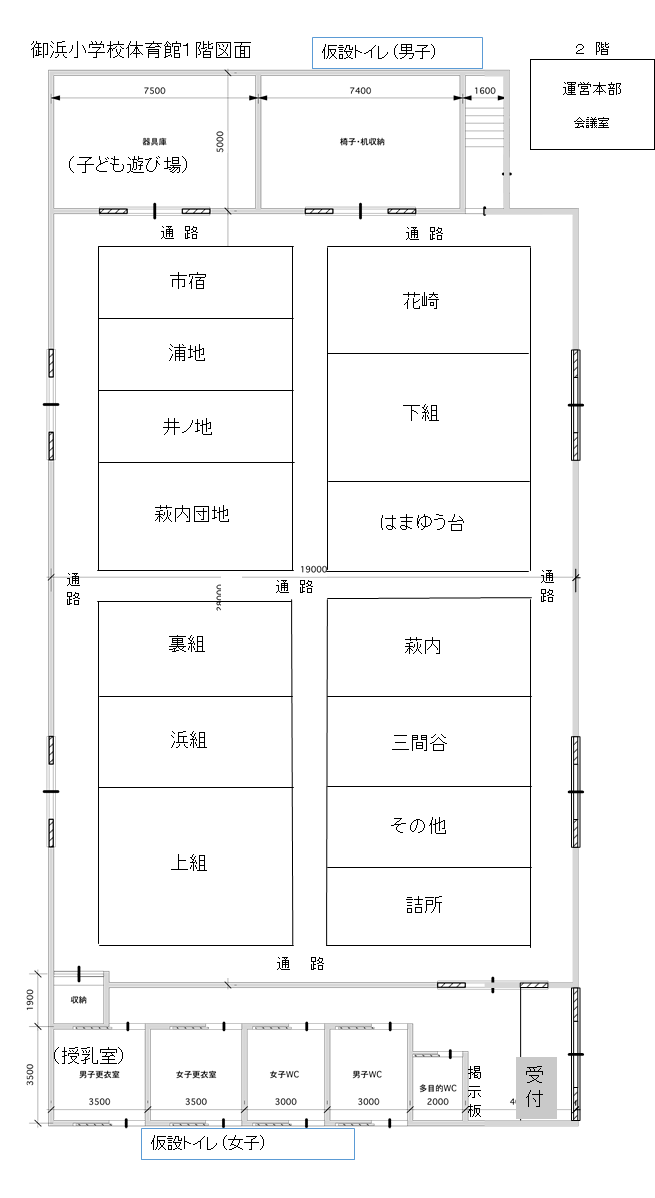 御浜小学校体育館1階図面
仮設トイレ（男子）
２ 階
運営本部
会議室
7500
7400
1600
5000
器具庫
（子ども遊び場）
椅子・机収納
通 路
通 路
市宿
浦地
井ノ地
萩内団地
花崎
下組
はまゆう台
19000
通路
通 路
通路
28000
裏組
浜組
上組
萩内
三間谷
その他
詰所
通 路
1900
収納
3500
（授乳室）
男子更衣室
3500
女子更衣室
3500
女子WC
3000
男子WC
3000
多目的WC
2000
掲示板
受付
仮設トイレ（女子）